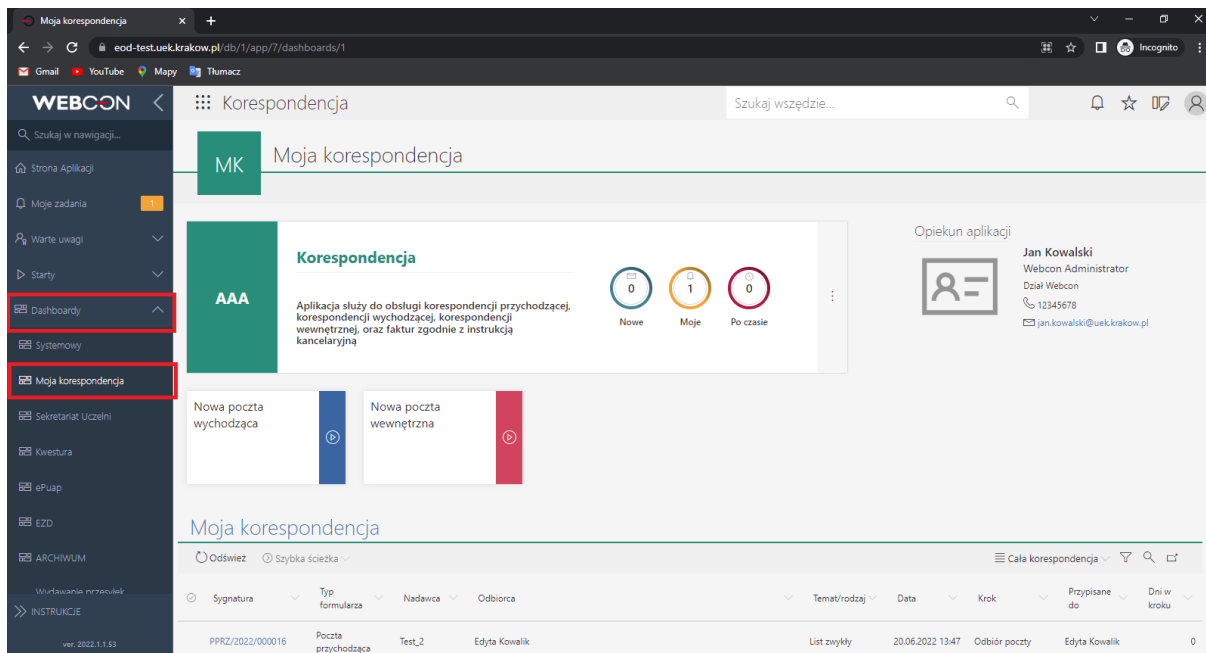 Moja korespondencja
eod-test.uek.krakow.pl/db/1/app/7/dashboards/1
Incognito
Gmail YouTube Mapy Tłumacz
WEBCON
Korespondencja
Szukaj wszędzie...
Szukaj w nawigacji...
Strona Aplikacji
Moje zadania 1
Warte uwagi
Starty
Dashboardy
Systemowy
Moja korespondencja
Sekretariat Uczelni
Kwestura
ePuap
EZD
ARCHIWUM
Wydawanie przesyłek
INSTRUKCJE
ver. 2022.1.1.53
MK
Moja korespondencja
AAA
Korespondencja
Aplikacja służy do obsługi korespondencji przychodzącej,
korespondencji wychodzącej, korespondencji
wewnętrznej, oraz faktur zgodnie z instrukcją
kancelaryjną
0 1 0
Nowe Moje Po czasie
Opiekun aplikacji
Jan Kowalski
Webcon Administrator
Dział Webcon
12345678
jan.kowalski@uek.krakow.pl
Nowa poczta
wychodząca
Nowa poczta
wewnętrzna
Moja korespondencja
Odśwież Szybka ścieżka
Cała korespondencja
Sygnatura Typ formularza Nadawca Odbiorca Temat/rodzaj Data Krok Przypisane do Dni w kroku
PPRZ/2022/000016 Poczta przychodząca Test_2 Edyta Kowalik List zwykły 20.06.2022 13:47 Odbiór poczty Edyta Kowalik 0